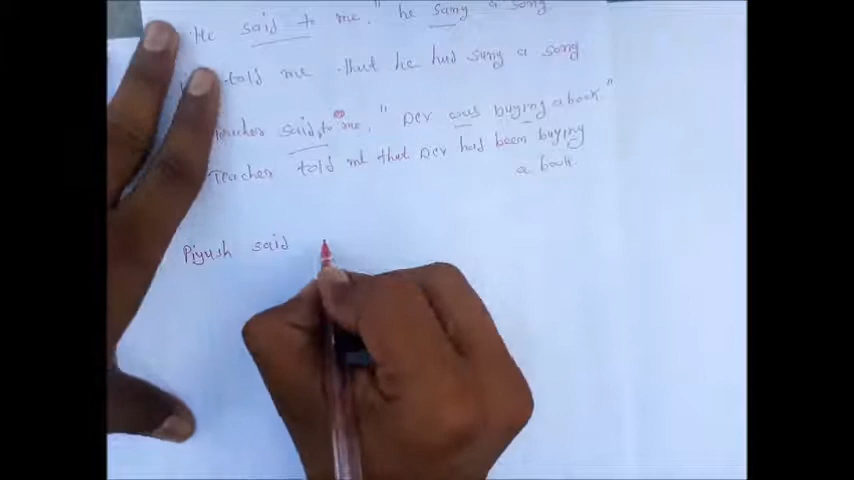 He said to me," he sang a song
told me that he had sung a song
Teacher said to me, " Dev was buying a book."
Teacher told me that Dev had been buying
a book.
Piyush said